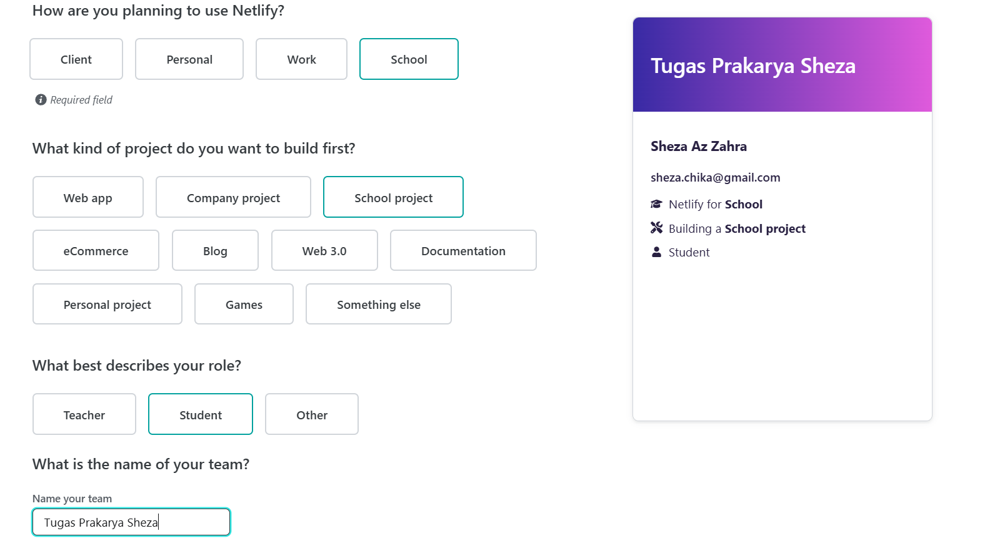 How are you planning to use Netlify?
Client Personal Work School
Required field
What kind of project do you want to build first?
Web app Company project School project
eCommerce Blog Web 3.0 Documentation
Personal project Games Something else
What best describes your role?
Teacher Student Other
What is the name of your team?
Name your team
Tugas Prakarya Sheza
Tugas Prakarya Sheza
Sheza Az Zahra
sheza.chika@gmail.com
Netlify for School
Building a School project
Student